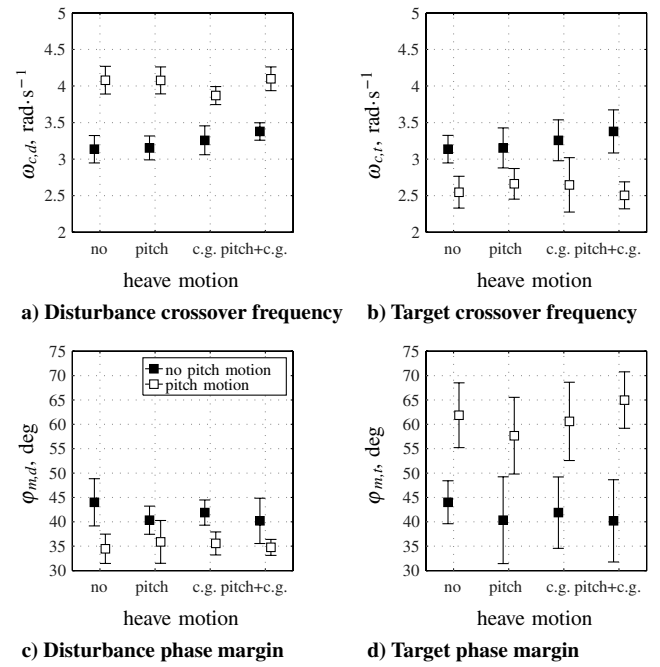 5
4.5
4
3.5
3
2.5
2
ω_{c,d}, rad·s^{−1}
no pitch c.g. pitch+c.g.
heave motion
a) Disturbance crossover frequency
5
4.5
4
3.5
3
2.5
2
ω_{c,t}, rad·s^{−1}
no pitch c.g. pitch+c.g.
heave motion
b) Target crossover frequency
75
70
65
60
55
50
45
40
35
30
φ_{m,d}, deg
no pitch motion
pitch motion
no pitch c.g. pitch+c.g.
heave motion
c) Disturbance phase margin
75
70
65
60
55
50
45
40
35
30
φ_{m,t}, deg
no pitch c.g. pitch+c.g.
heave motion
d) Target phase margin